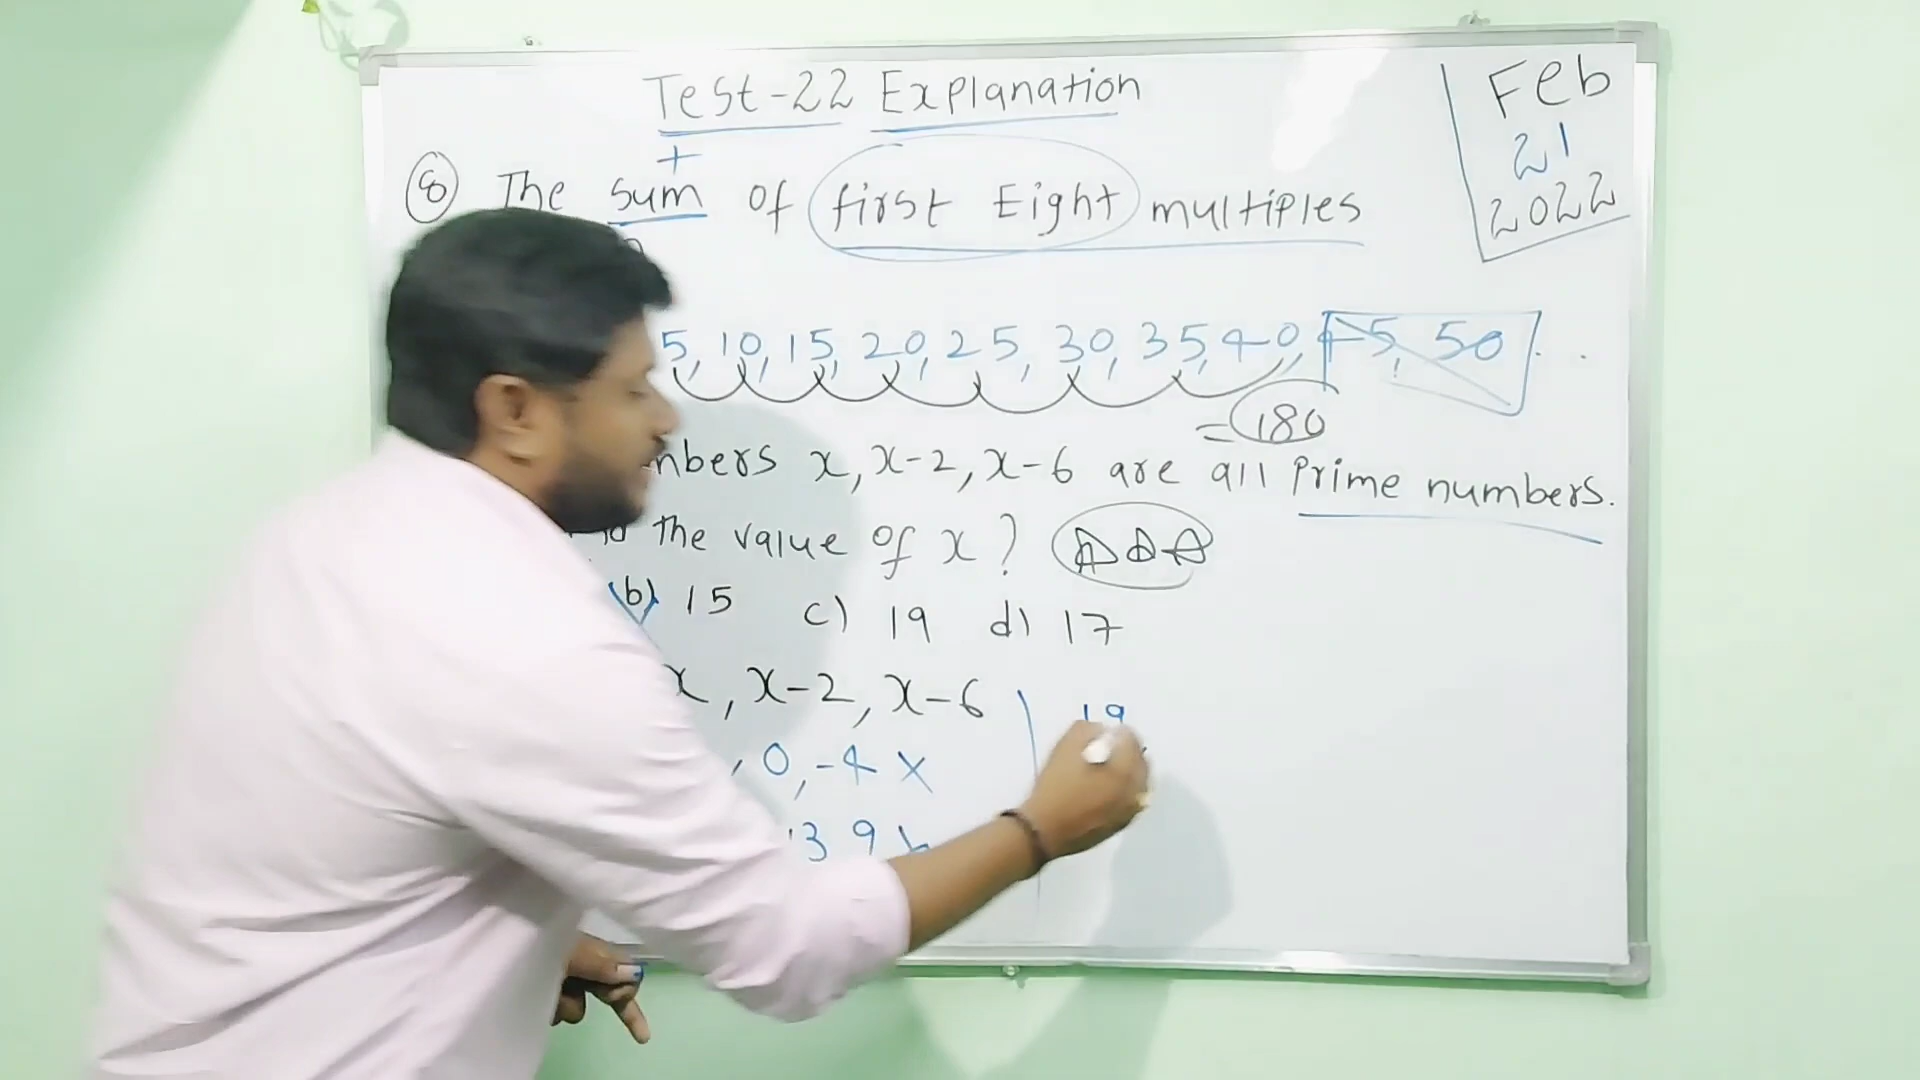 Test-22 Explanation
Feb
21
2022
+
⑧ The sum of first Eight multiples
5, 10, 15, 20, 25, 30, 35, 40, 45, 50 . .
= 180
mbers x, x-2, x-6 are all prime numbers.
the value of x?
b) 15 c) 19 d) 17
x, x-2, x-6
19
, 0, -4 x
13 9